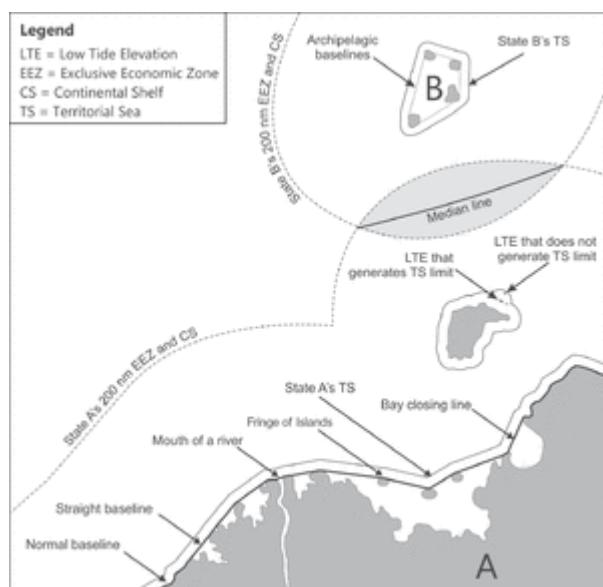 Legend
LTE = Low Tide Elevation
EEZ = Exclusive Economic Zone
CS = Continental Shelf
TS = Territorial Sea
Archipelagic
baselines
State B's TS
B
State B's 200 nm EEZ and CS
Median line
LTE that does not
generate TS limit
LTE that
generates TS limit
State A's 200 nm EEZ and CS
State A's TS
Bay closing line
Fringe of Islands
Mouth of a river
Straight baseline
Normal baseline
A